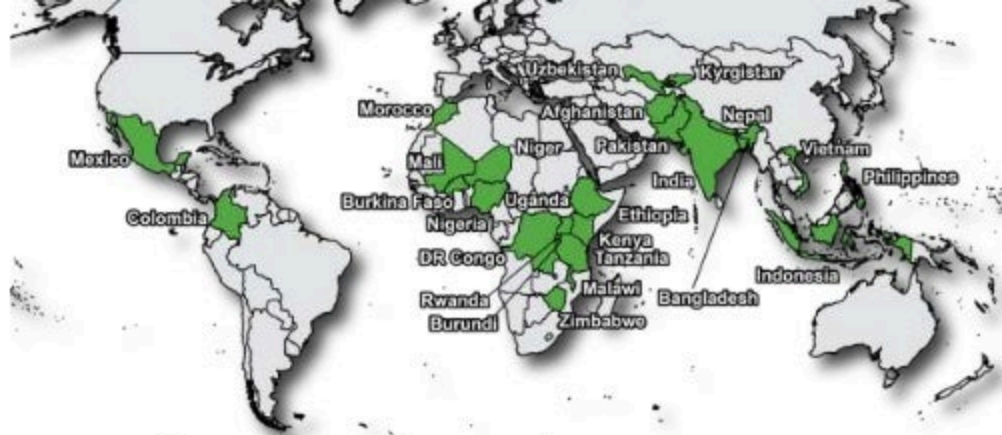 Uzbekistan
Kyrgistan
Morocco
Afghanistan
Nepal
Mexico
Mali
Niger
Pakistan
Vietnam
India
Philippines
Burkina Faso
Uganda
Colombia
Nigeria
Ethiopia
Kenya
DR Congo
Tanzania
Indonesia
Malawi
Rwanda
Bangladesh
Burundi
Zimbabwe